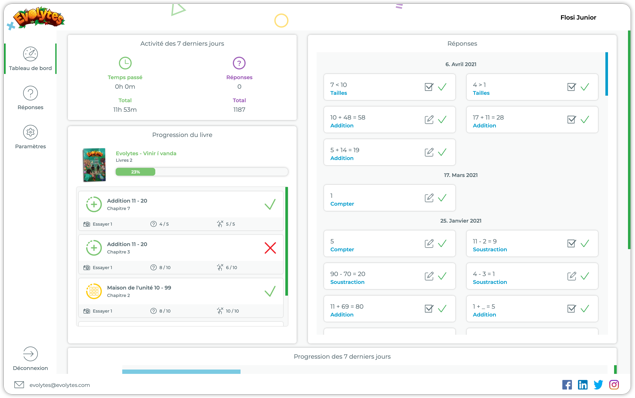 Evolytes
Flosi Junior
Tableau de bord
Réponses
Paramètres
Déconnexion
Activité des 7 derniers jours
Temps passé
0h 0m
Total
11h 53m
Réponses
0
Total
1187
Progression du livre
Evolytes - Vinir í vanda
Livres 2
33%
Addition 11 - 20
Chapitre 7
Essayer 1
4 / 5
5 / 5
Addition 11 - 20
Chapitre 3
Essayer 1
8 / 10
6 / 10
Maison de l'unité 10 - 99
Chapitre 2
Essayer 1
8 / 10
10 / 10
Réponses
6. Avril 2021
7 < 10
Tailles
4 > 1
Tailles
10 + 48 = 58
Addition
17 + 11 = 28
Addition
5 + 14 = 19
Addition
17. Mars 2021
1
Compter
25. Janvier 2021
5
Compter
11 - 2 = 9
Soustraction
90 - 70 = 20
Soustraction
4 - 3 = 1
Soustraction
11 + 69 = 80
Addition
1 + .. = 5
Addition
Progression des 7 derniers jours
evolytes@evolytes.com